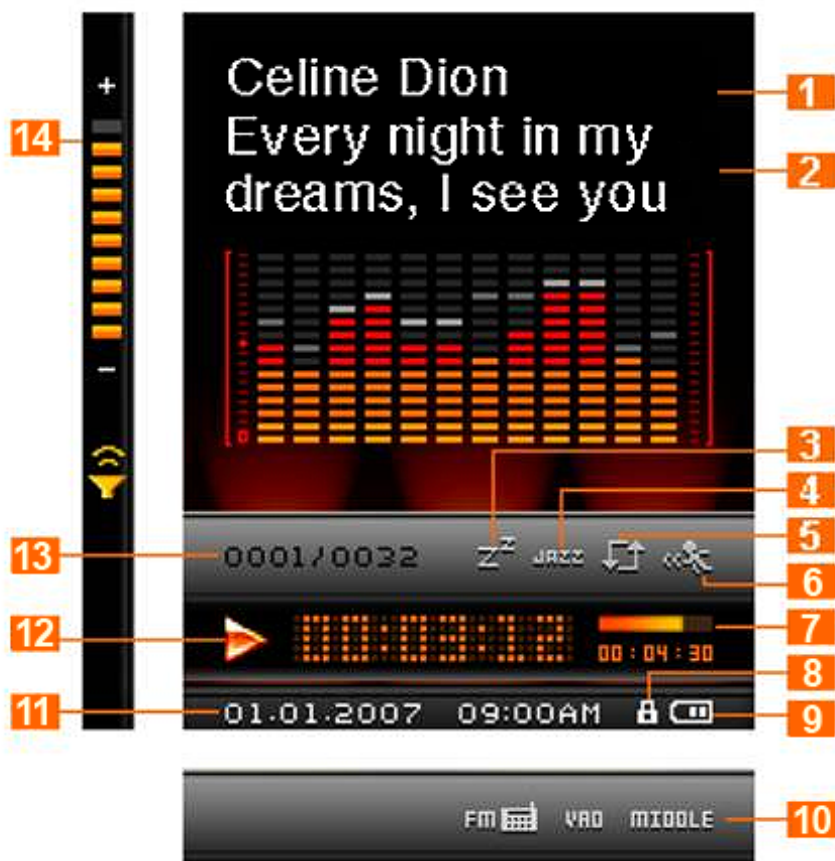 +
14
Celine Dion
Every night in my
dreams, I see you
1
2
−
3
4
5
6
13
0001/0032
zz
JAZZ
12
00:03:12
00:04:30
7
8
11
01.01.2007 09:00AM
9
FM VAD MIDDLE
10